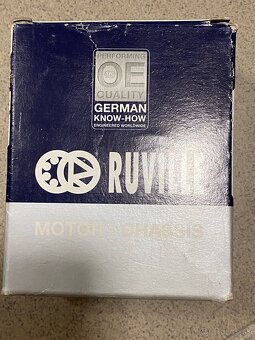 PERFORMING
OE
QUALITY
GERMAN
KNOW-HOW
ENGINEERED WORLDWIDE
RUVILLE
MOTOR + CHASSIS